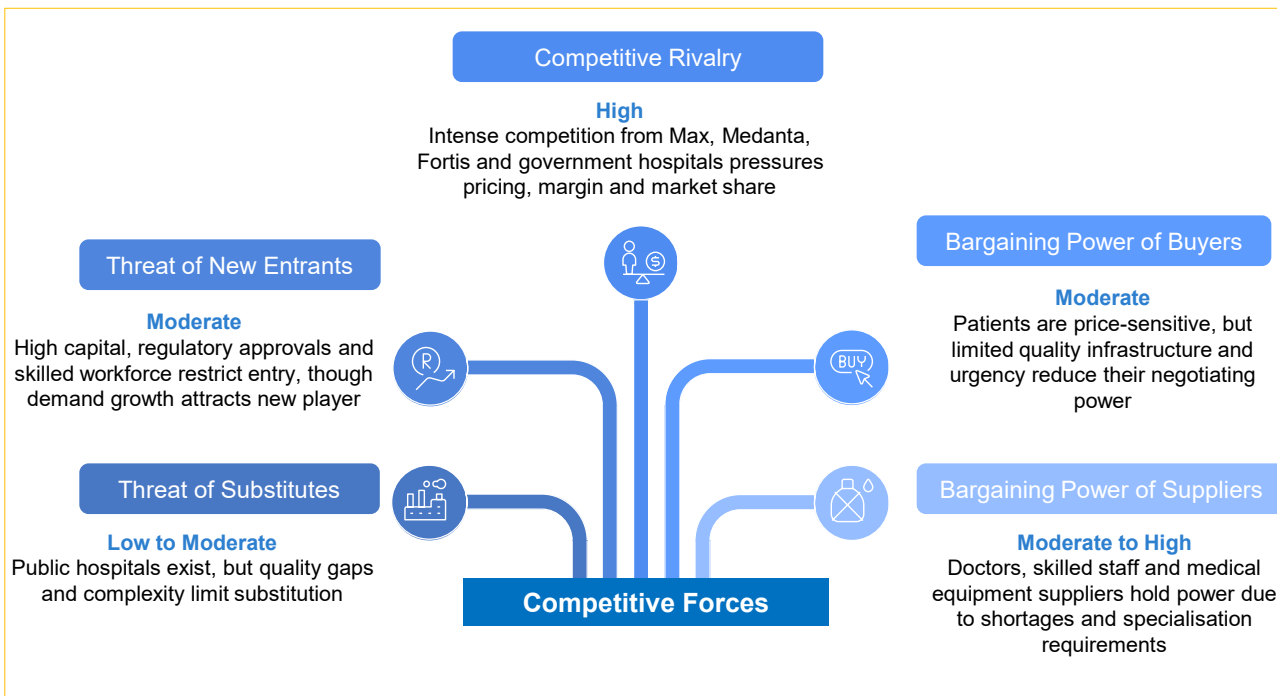 Competitive Rivalry
High
Intense competition from Max, Medanta,
Fortis and government hospitals pressures
pricing, margin and market share
Threat of New Entrants
Moderate
High capital, regulatory approvals and
skilled workforce restrict entry, though
demand growth attracts new player
R
$
BUY
Bargaining Power of Buyers
Moderate
Patients are price-sensitive, but
limited quality infrastructure and
urgency reduce their negotiating
power
Threat of Substitutes
Low to Moderate
Public hospitals exist, but quality gaps
and complexity limit substitution
Bargaining Power of Suppliers
Moderate to High
Doctors, skilled staff and medical
equipment suppliers hold power due
to shortages and specialisation
requirements
Competitive Forces